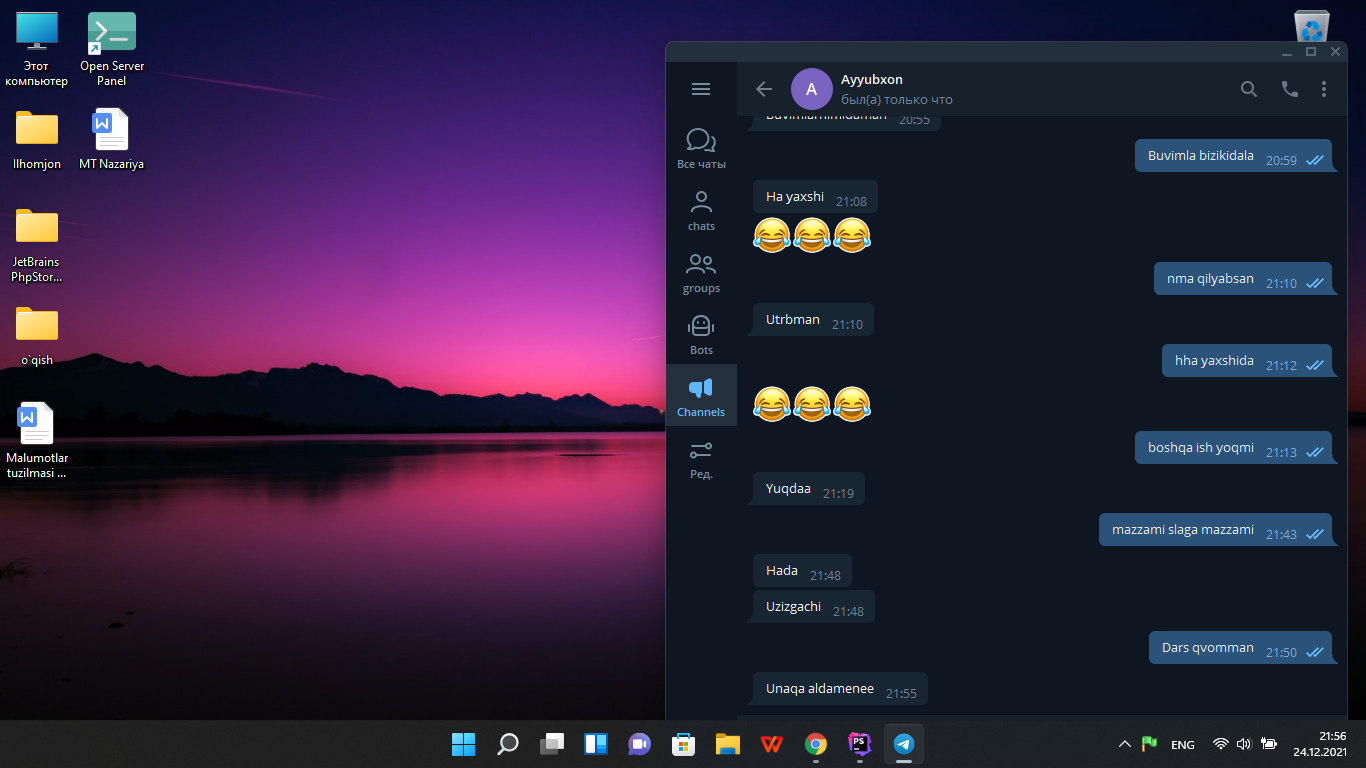 Этот
компьютер
Open Server
Panel
Ilhomjon
MT Nazariya
JetBrains
PhpStor...
o`qish
Malumotlar
tuzilmasi ...
Все чаты
chats
groups
Bots
Channels
Ред.
A
Ayyubxon
был(а) только что
20:55
Buvimla bizikidala 20:59
Ha yaxshi 21:08
nma qilyabsan 21:10
Utrbman 21:10
hha yaxshida 21:12
boshqa ish yoqmi 21:13
Yuqdaa 21:19
mazzami slaga mazzami 21:43
Hada 21:48
Uzizgachi 21:48
Dars qvomman 21:50
Unaqa aldamenee 21:55
PS
ENG
21:56
24.12.2021